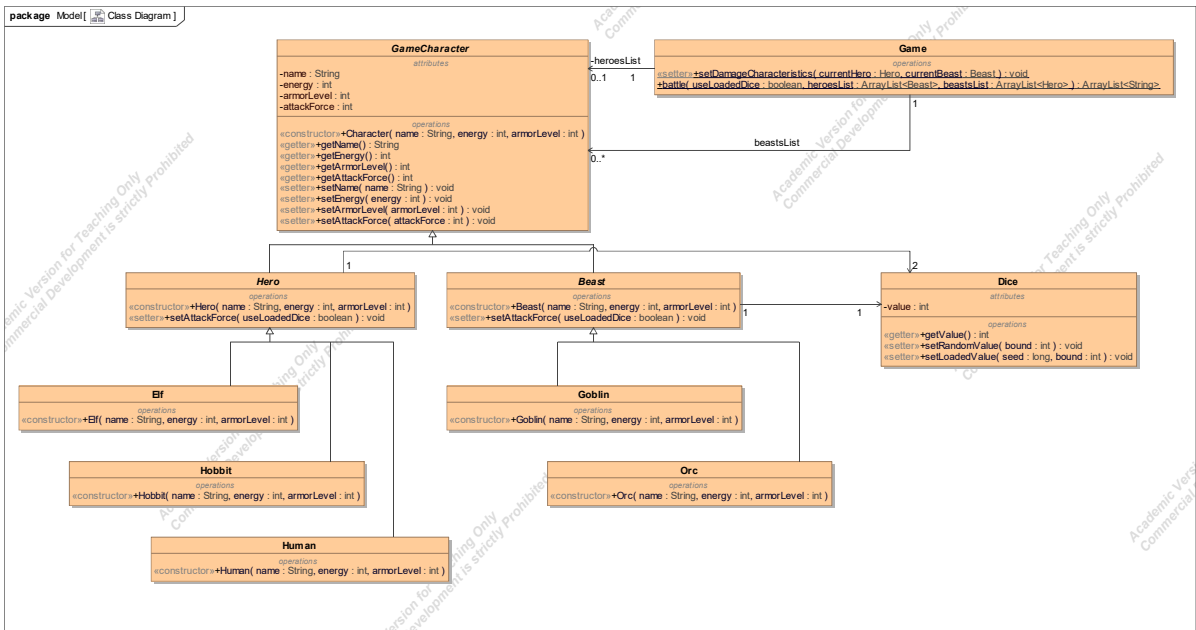 package Model[ Class Diagram ]
GameCharacter
attributes
-name : String
-energy : int
-armorLevel : int
-attackForce : int
operations
«constructor»+Character( name : String, energy : int, armorLevel : int )
«getter»+getName() : String
«getter»+getEnergy() : int
«getter»+getArmorLevel() : int
«getter»+getAttackForce() : int
«setter»+setName( name : String ) : void
«setter»+setEnergy( energy : int ) : void
«setter»+setArmorLevel( armorLevel : int ) : void
«setter»+setAttackForce( attackForce : int ) : void
-heroesList
0..1 1
Game
operations
«setter»+setDamageCharacteristics( currentHero : Hero, currentBeast : Beast ) : void
+battle( useLoadedDice : boolean, heroesList : ArrayList<Beast>, beastsList : ArrayList<Hero> ) : ArrayList<String>
1
beastsList
0..*
1
2
Hero
operations
«constructor»+Hero( name : String, energy : int, armorLevel : int )
«setter»+setAttackForce( useLoadedDice : boolean ) : void
Beast
operations
«constructor»+Beast( name : String, energy : int, armorLevel : int )
«setter»+setAttackForce( useLoadedDice : boolean ) : void
1 1
Dice
attributes
-value : int
operations
«getter»+getValue() : int
«setter»+setRandomValue( bound : int ) : void
«setter»+setLoadedValue( seed : long, bound : int ) : void
Elf
operations
«constructor»+Elf( name : String, energy : int, armorLevel : int )
Goblin
operations
«constructor»+Goblin( name : String, energy : int, armorLevel : int )
Hobbit
operations
«constructor»+Hobbit( name : String, energy : int, armorLevel : int )
Orc
operations
«constructor»+Orc( name : String, energy : int, armorLevel : int )
Human
operations
«constructor»+Human( name : String, energy : int, armorLevel : int )
Academic Version for Teaching Only
Commercial Development is strictly Prohibited